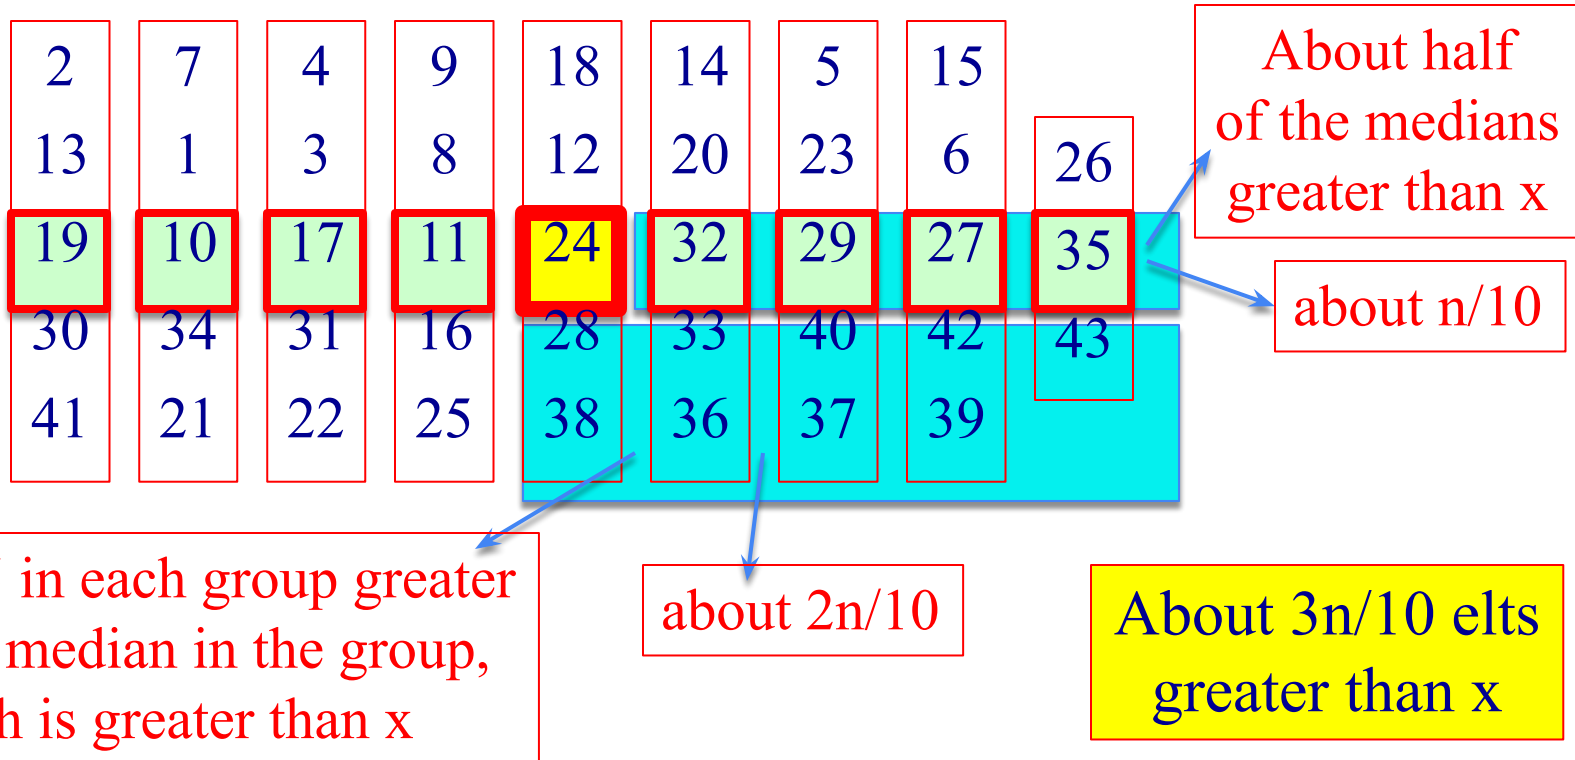 2 7 4 9 18 14 5 15
13 1 3 8 12 20 23 6 26
19 10 17 11 24 32 29 27 35
30 34 31 16 28 33 40 42 43
41 21 22 25 38 36 37 39
About half
of the medians
greater than x
about n/10
in each group greater
median in the group,
is greater than x
about 2n/10
About 3n/10 elts
greater than x